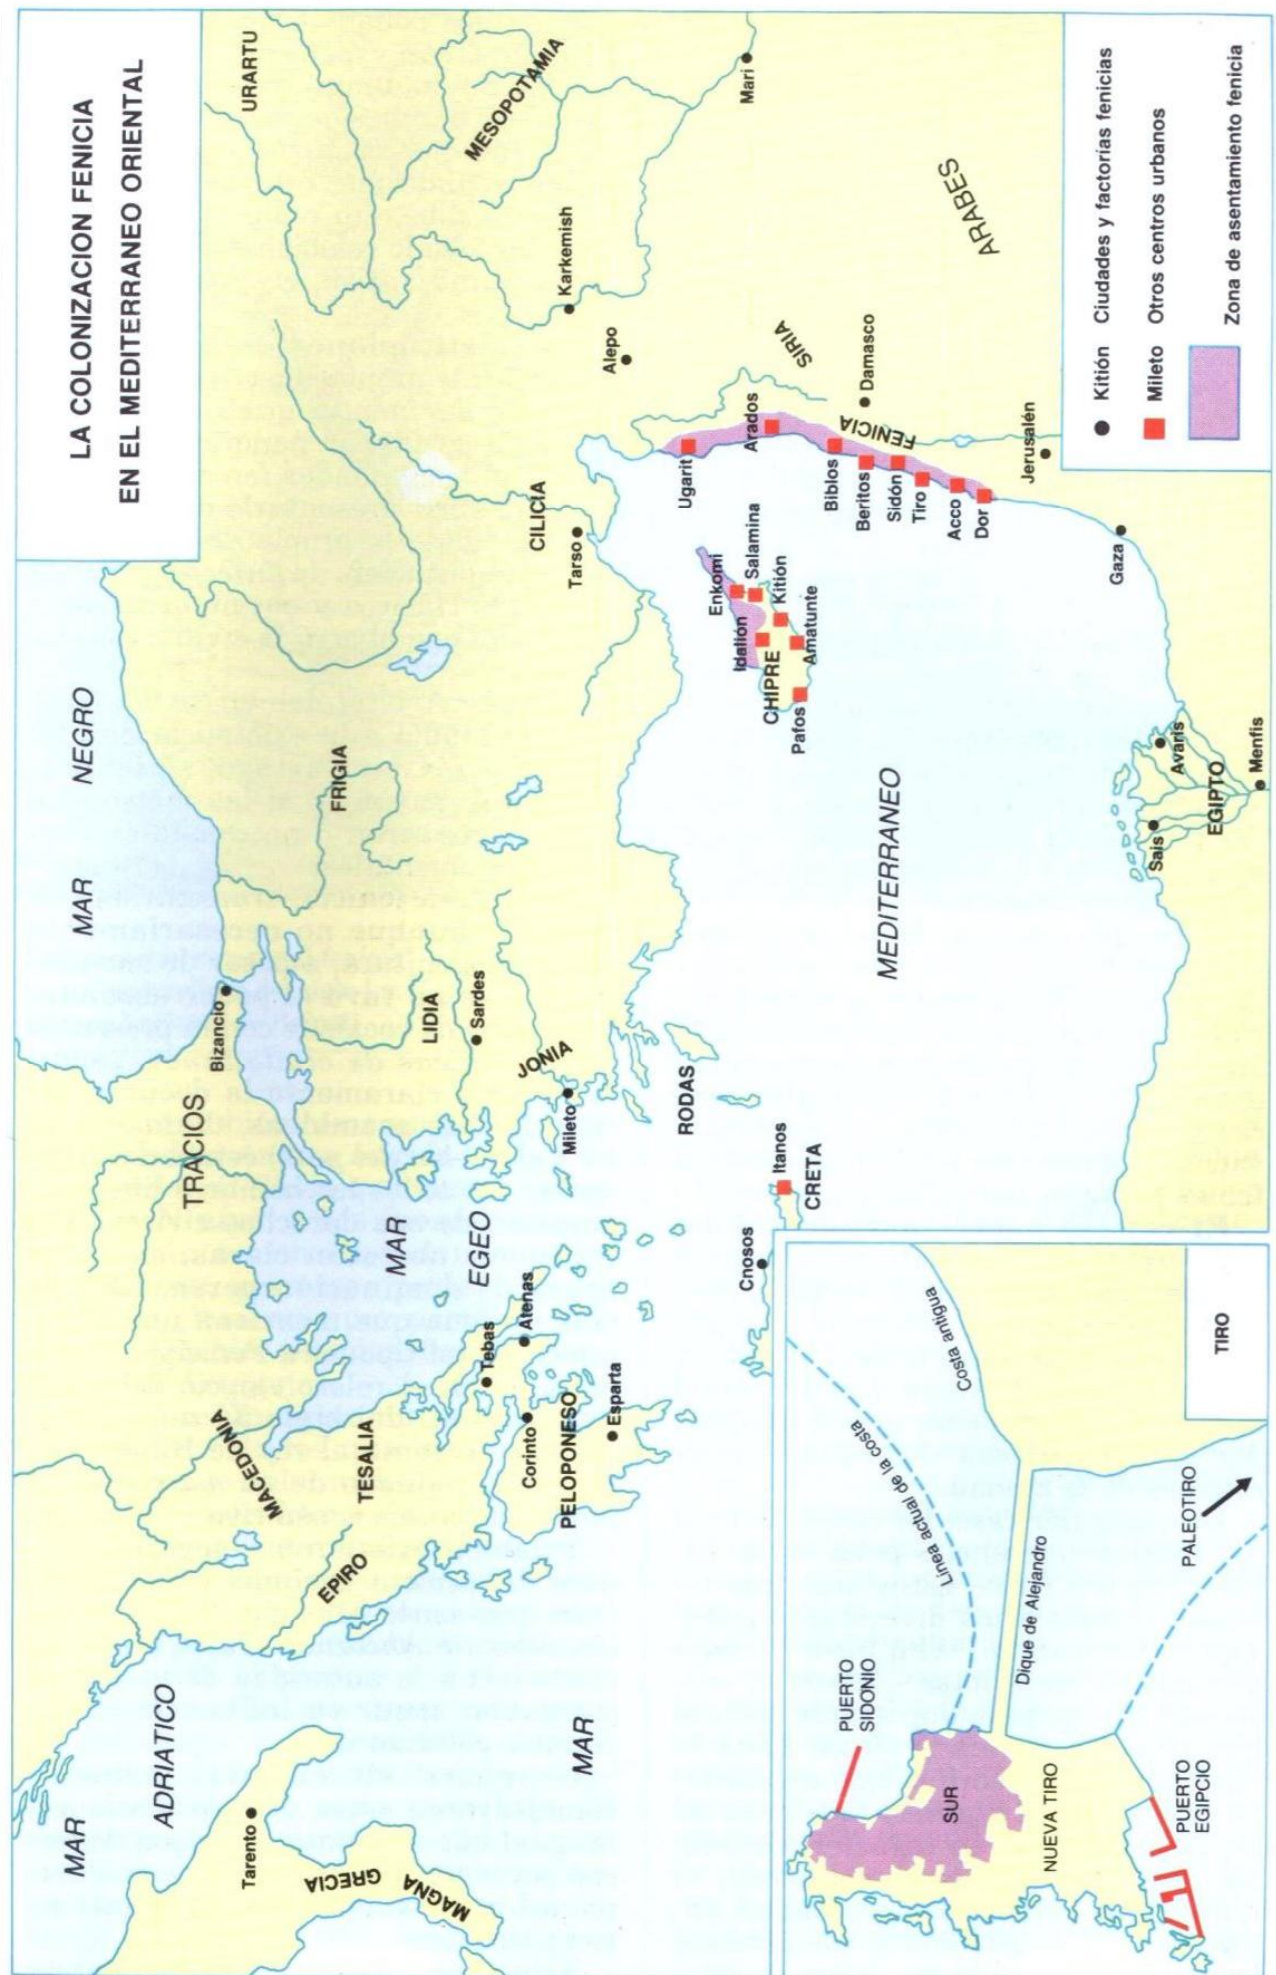 LA COLONIZACION FENICIA
EN EL MEDITERRANEO ORIENTAL
URARTU
MESOPOTAMIA
Mari
Karkemish
Alepo
ARABES
SIRIA
Damasco
FENICIA
Jerusalén
Gaza
Ugarit
Arados
Biblos
Beritos
Sidón
Tiro
Acco
Dor
CILICIA
Tarso
Enkomi
Salamina
Kitión
Idalión
Amatunte
CHIPRE
Pafos
MAR NEGRO
FRIGIA
Bizancio
LIDIA
Sardes
JONIA
Mileto
RODAS
MEDITERRANEO
Avaris
Sais
EGIPTO
Menfis
TRACIOS
MAR
EGEO
Itanos
CRETA
Cnosos
MACEDONIA
TESALIA
EPIRO
Tebas
Atenas
Corinto
PELOPONESO
Esparta
MAR
ADRIATICO
MAR
Tarento
MAGNA GRECIA
Kitión Ciudades y factorías fenicias
Mileto Otros centros urbanos
Zona de asentamiento fenicia
Costa antigua
Línea actual de la costa
Dique de Alejandro
TIRO
PALEOTIRO
PUERTO
SIDONIO
SUR
NUEVA TIRO
PUERTO
EGIPCIO